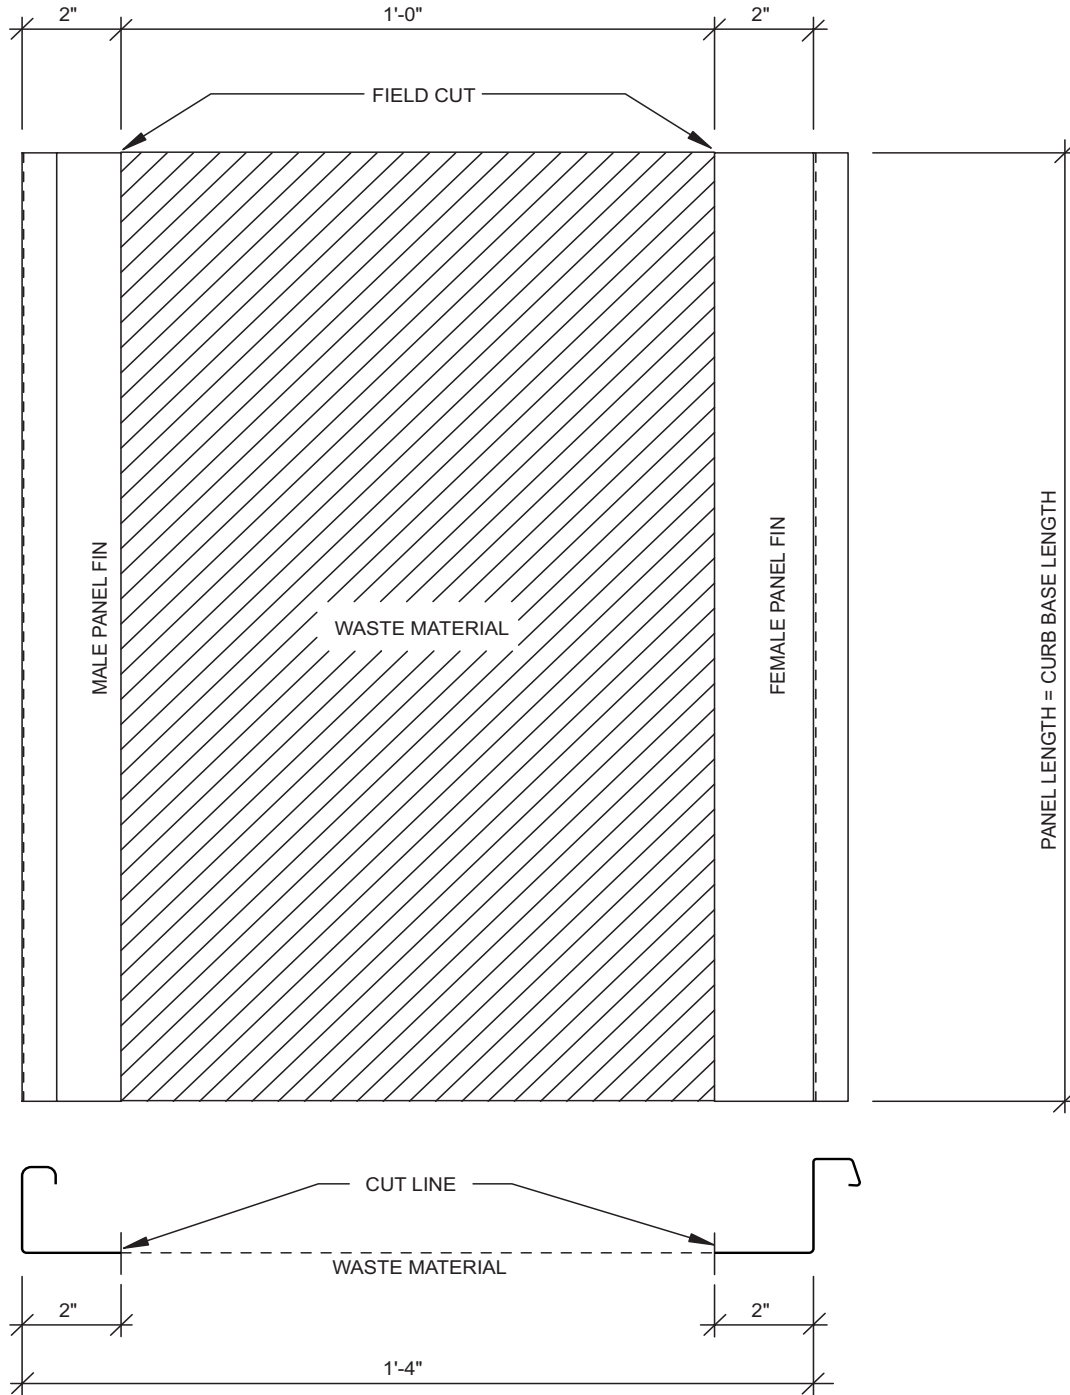 2"
1'-0"
2"
FIELD CUT
MALE PANEL FIN
WASTE MATERIAL
FEMALE PANEL FIN
PANEL LENGTH = CURB BASE LENGTH
CUT LINE
WASTE MATERIAL
2"
2"
1'-4"